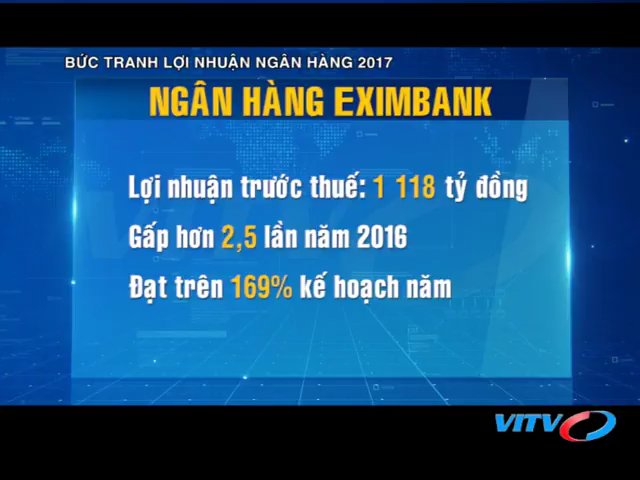 BỨC TRANH LỢI NHUẬN NGÂN HÀNG 2017
NGÂN HÀNG EXIMBANK
Lợi nhuận trước thuế: 1 118 tỷ đồng
Gấp hơn 2,5 lần năm 2016
Đạt trên 169% kế hoạch năm
VITV